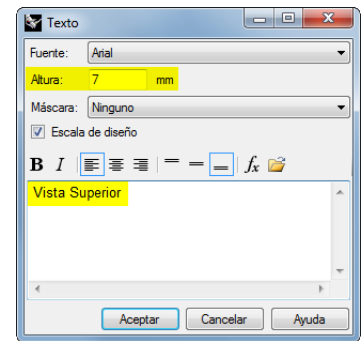 Texto
Fuente: Arial
Altura: 7 mm
Máscara: Ninguno
Escala de diseño
B I fx
Vista Superior
Aceptar Cancelar Ayuda